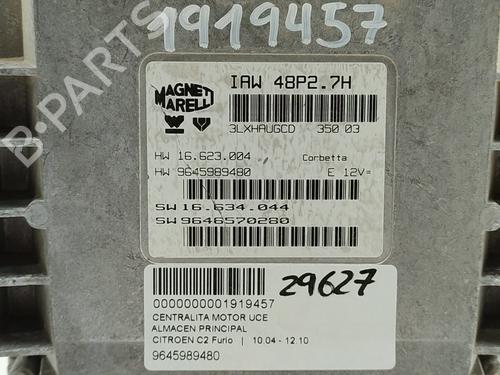 1919457
MAGNETI
MARELLI
IAW 48P2.7H
3LXHAUGCD 350 03
HW 16.623.004 Corbetta
HW 9645989480 E 12V=
SW 16.634.044
SW 9646570280
29627
0000000001919457
CENTRALITA MOTOR UCE
ALMACEN PRINCIPAL
CITROEN C2 Furio | 10.04 - 12.10
9645989480